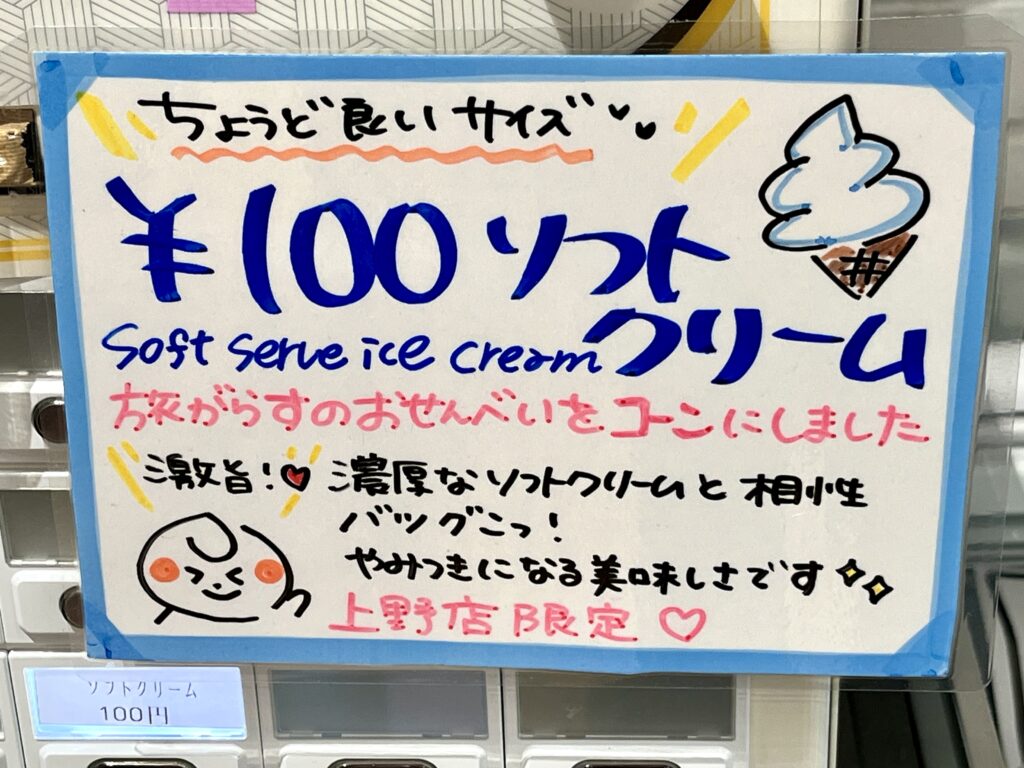 ちょうど良いサイズ
¥100ソフト
クリーム
Soft Serve ice cream
旅がらすのおせんべいをコーンにしました
激旨！濃厚なソフトクリームと相性
バツグンっ！
やみつきになる美味しさです
上野店限定
ソフトクリーム
100円